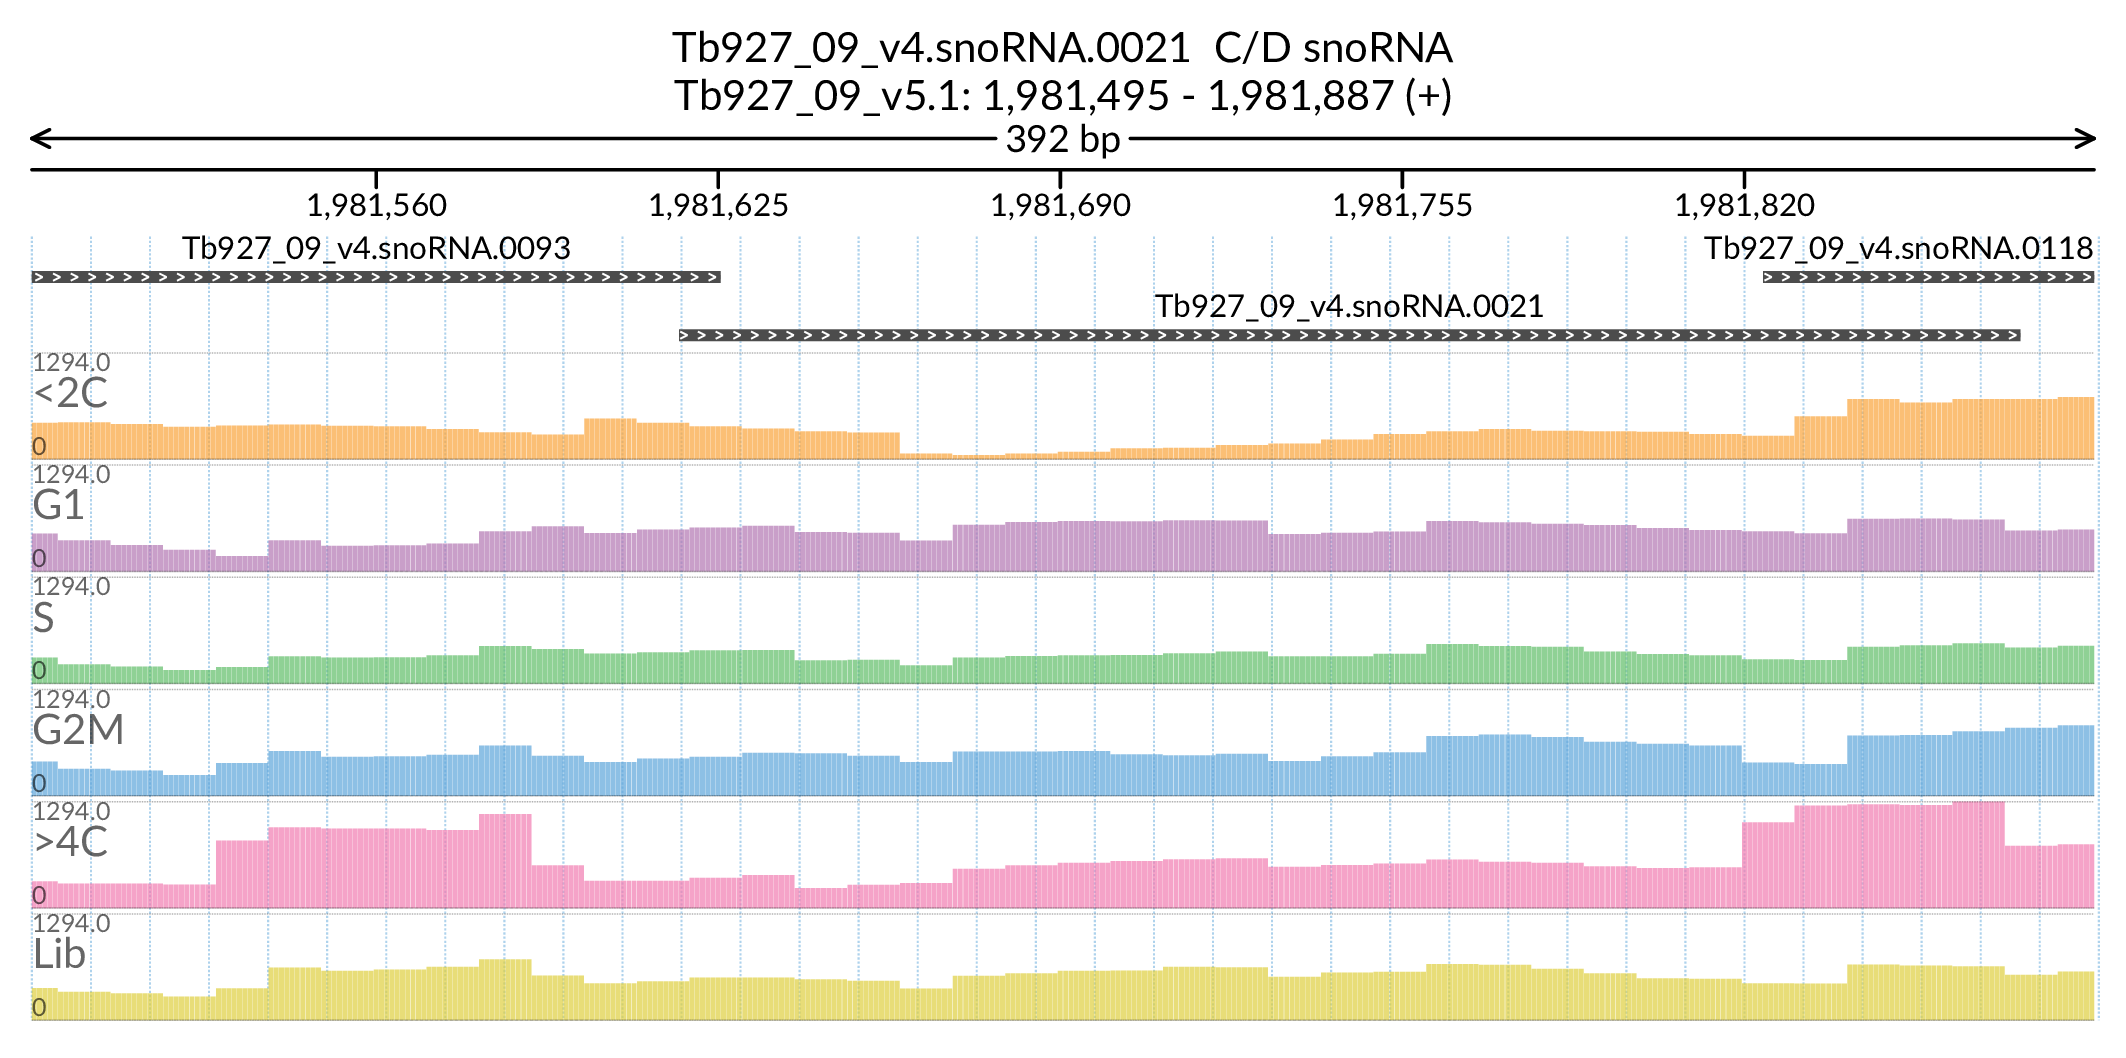 Tb927_09_v4.snoRNA.0021  C/D snoRNA
Tb927_09_v5.1: 1,981,495 - 1,981,887 (+)
392 bp
1,981,560 1,981,625 1,981,690 1,981,755 1,981,820
Tb927_09_v4.snoRNA.0093 Tb927_09_v4.snoRNA.0118
Tb927_09_v4.snoRNA.0021
1294.0
<2C
0
1294.0
G1
0
1294.0
S
0
1294.0
G2M
0
1294.0
>4C
0
1294.0
Lib
0